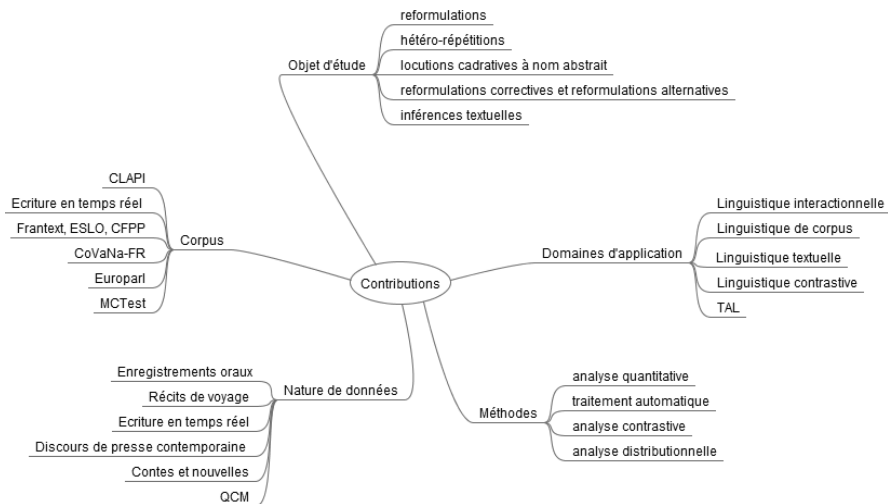 reformulations
hétéro-répétitions
Objet d'étude
locutions cadratives à nom abstrait
reformulations correctives et reformulations alternatives
inférences textuelles
CLAPI
Ecriture en temps réel
Frantext, ESLO, CFPP
Corpus
CoVaNa-FR
Europarl
MCTest
Contributions
Linguistique interactionnelle
Linguistique de corpus
Domaines d'application
Linguistique textuelle
Linguistique contrastive
TAL
Enregistrements oraux
Récits de voyage
Nature de données
Ecriture en temps réel
Discours de presse contemporaine
Contes et nouvelles
QCM
analyse quantitative
traitement automatique
Méthodes
analyse contrastive
analyse distributionnelle